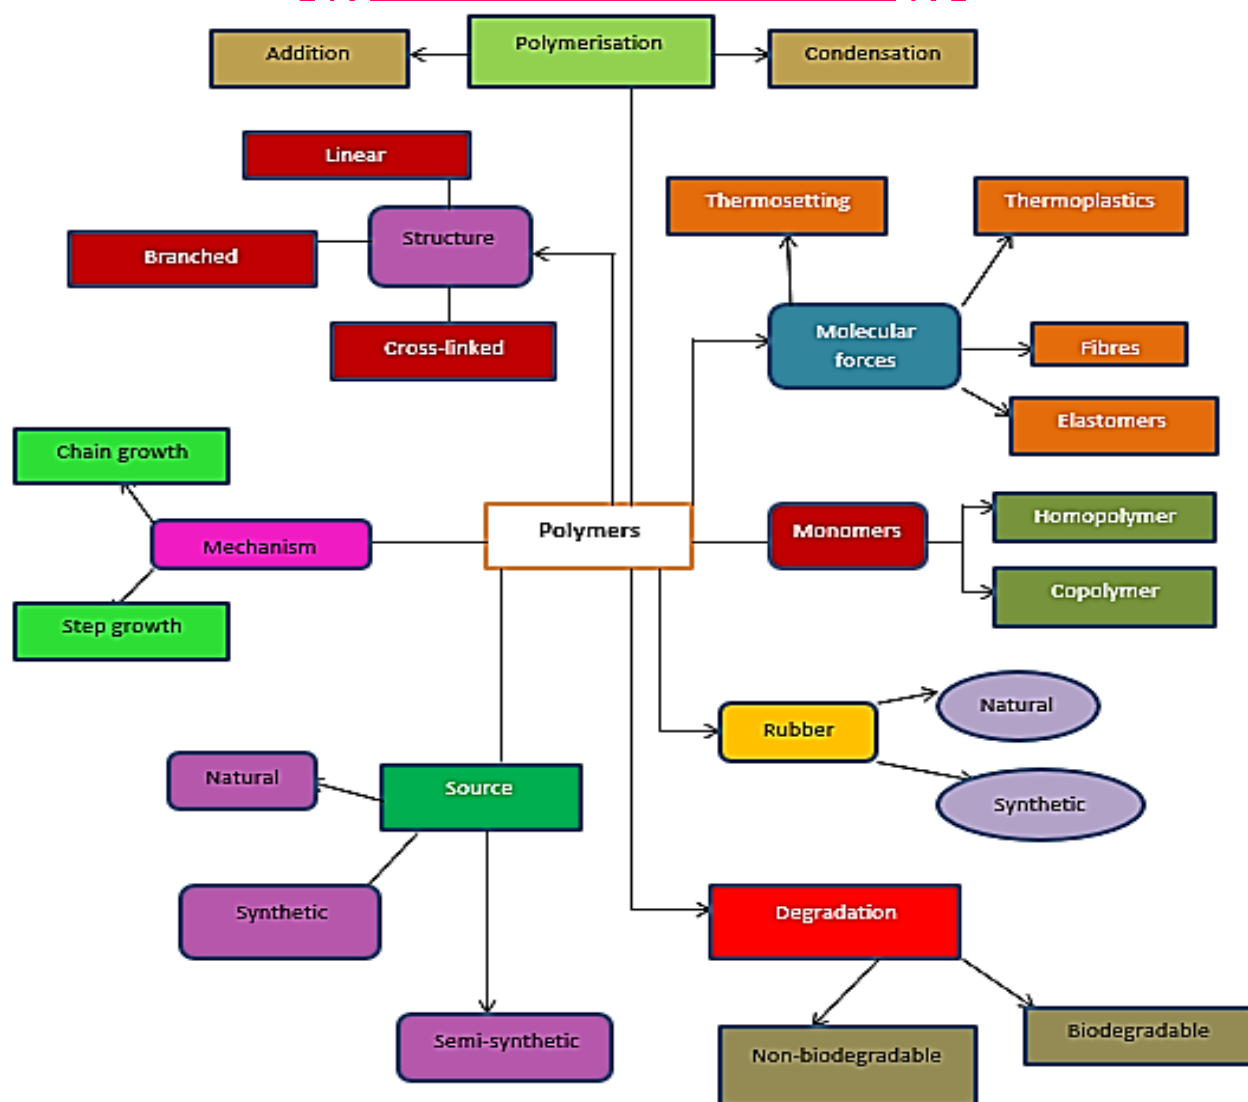 Polymerisation
Addition
Condensation
Linear
Structure
Branched
Cross-linked
Thermosetting
Thermoplastics
Molecular
forces
Fibres
Elastomers
Chain growth
Mechanism
Step growth
Polymers
Monomers
Homopolymer
Copolymer
Rubber
Natural
Synthetic
Source
Natural
Synthetic
Semi-synthetic
Degradation
Non-biodegradable
Biodegradable